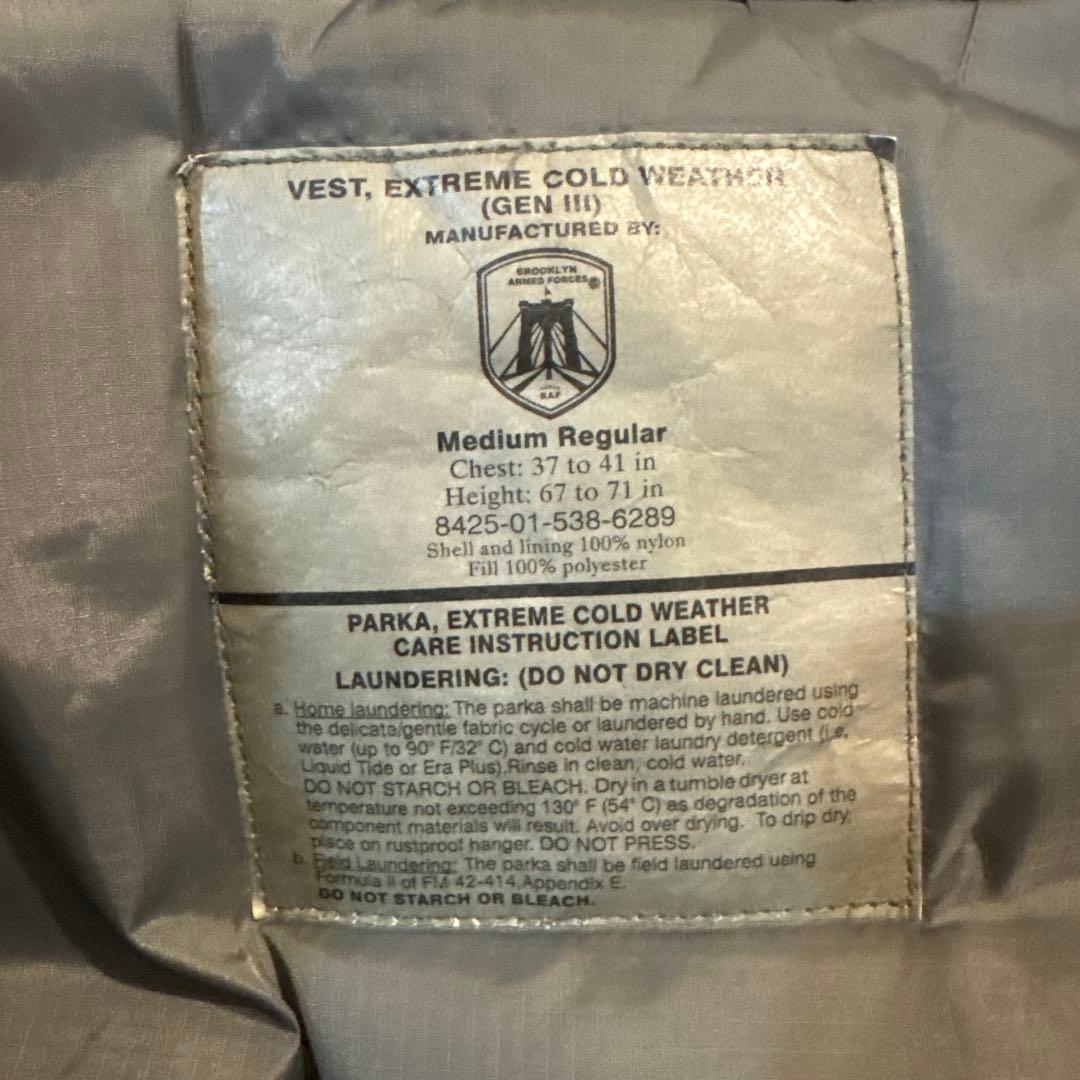 VEST, EXTREME COLD WEATHER
(GEN III)
MANUFACTURED BY:
BROOKLYN
ARMED FORCES
BAF
Medium Regular
Chest: 37 to 41 in
Height: 67 to 71 in
8425-01-538-6289
Shell and lining 100% nylon
Fill 100% polyester
PARKA, EXTREME COLD WEATHER
CARE INSTRUCTION LABEL
LAUNDERING: (DO NOT DRY CLEAN)
a. Home laundering: The parka shall be machine laundered using
the delicate/gentle fabric cycle or laundered by hand. Use cold
water (up to 90° F/32° C) and cold water laundry detergent (i.e,
Liquid Tide or Era Plus).Rinse in clean, cold water.
DO NOT STARCH OR BLEACH. Dry in a tumble dryer at
temperature not exceeding 130° F (54° C) as degradation of the
component materials will result. Avoid over drying. To drip dry,
place on rustproof hanger. DO NOT PRESS.
b. Field Laundering: The parka shall be field laundered using
Formula II of FM 42-414,Appendix E.
DO NOT STARCH OR BLEACH.